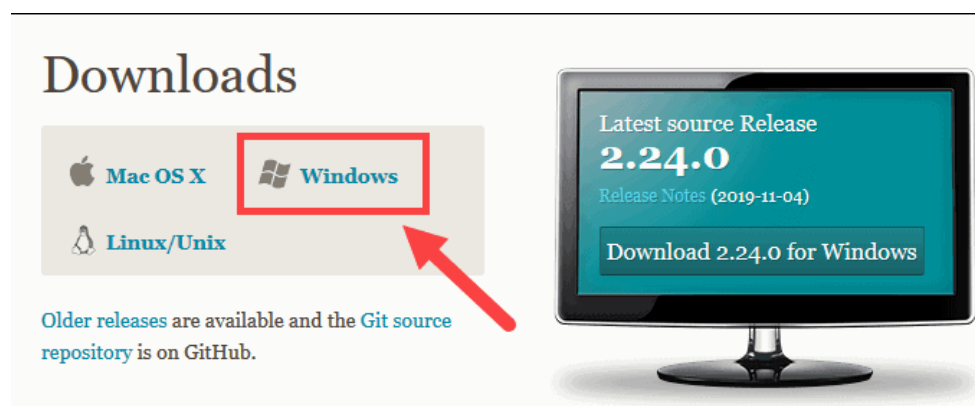 Downloads
Mac OS X
Windows
Linux/Unix
Older releases are available and the Git source
repository is on GitHub.
Latest source Release
2.24.0
Release Notes (2019-11-04)
Download 2.24.0 for Windows